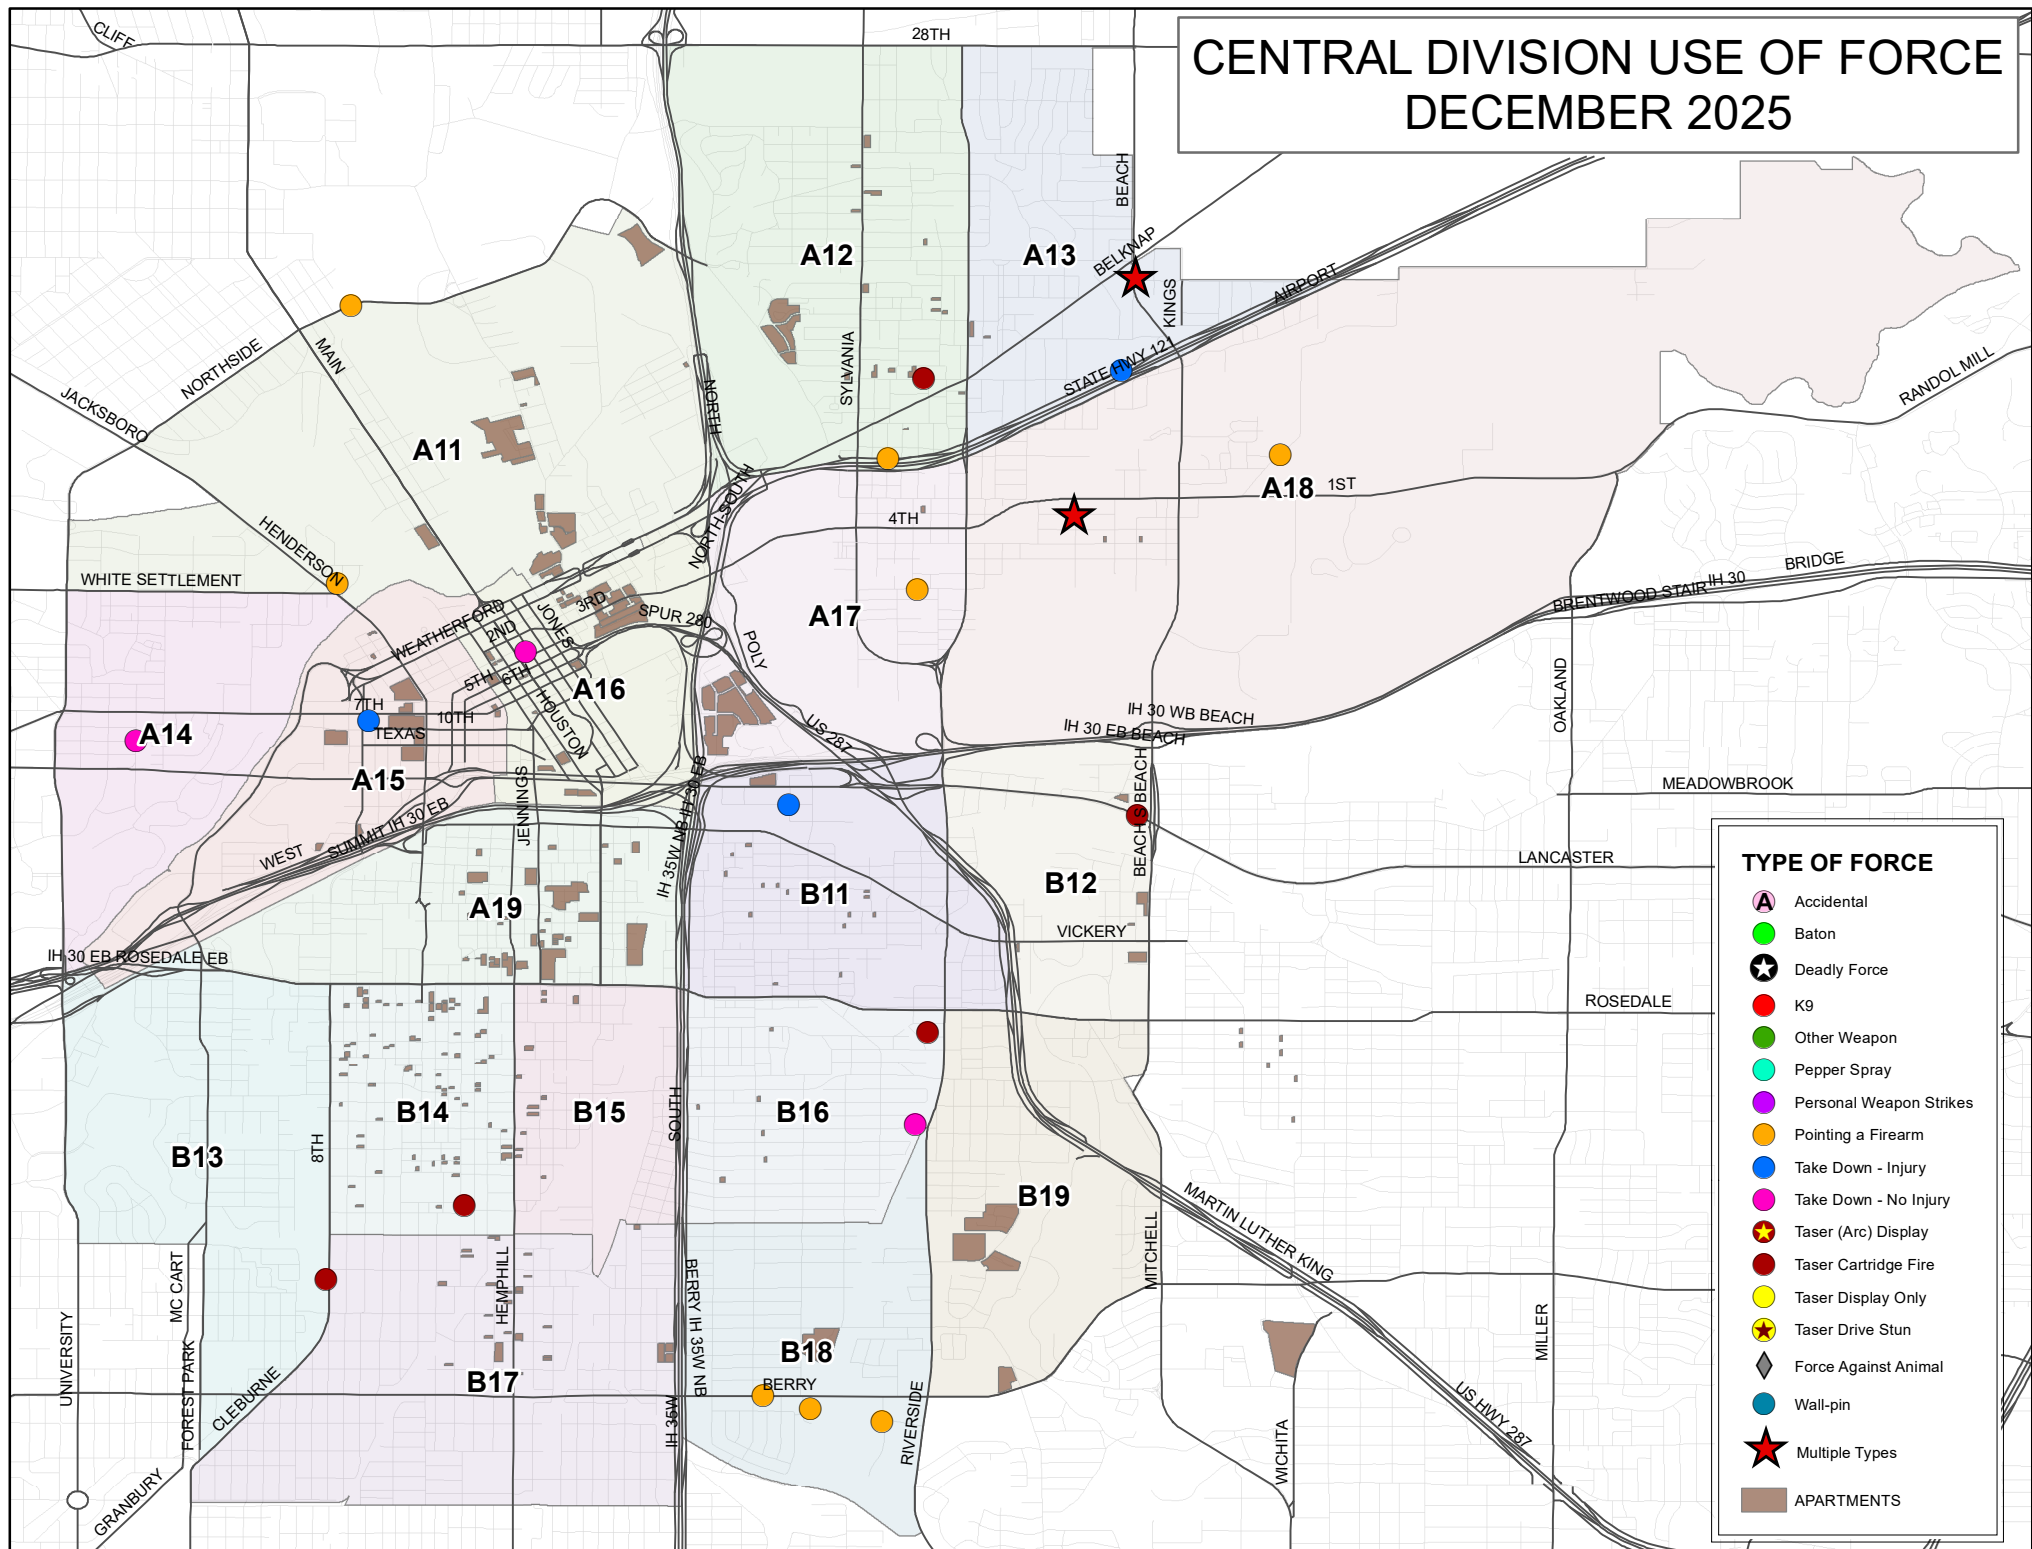 CENTRAL DIVISION USE OF FORCE
DECEMBER 2025
CLIFF
28TH
BEACH
BELKNAP
KINGS
AIRPORT
STATE HWY 121
A12
A13
NORTHSIDE
MAIN
JACKSBORO
SYLVANIA
NORTH
RANDOL MILL
A11
A18
1ST
4TH
NORTH-SOUTH
HENDERSON
WHITE SETTLEMENT
WEATHERFORD
2ND
JONES
3RD
SPUR 280
A17
POLY
BRIDGE
IH 30
BRENTWOOD STAIR
5TH
6TH
A16
HOUSTON
7TH
10TH
TEXAS
A14
A15
US 287
IH 30 WB BEACH
IH 30 EB BEACH
OAKLAND
JENNINGS
SUMMIT IH 30 EB
WEST
IH 35W NB IH 30 EB
BEACH S BEACH
MEADOWBROOK
LANCASTER
A19
B11
B12
VICKERY
IH 30 EB ROSEDALE EB
ROSEDALE
B13
8TH
B14
B15
SOUTH
B16
B19
MITCHELL
MARTIN LUTHER KING
MC CART
HEMPHILL
BERRY IH 35W NB
UNIVERSITY
FOREST PARK
CLEBURNE
B17
B18
BERRY
IH 35W
RIVERSIDE
GRANBURY
WICHITA
MILLER
US HWY 287
TYPE OF FORCE
A Accidental
Baton
Deadly Force
K9
Other Weapon
Pepper Spray
Personal Weapon Strikes
Pointing a Firearm
Take Down - Injury
Take Down - No Injury
Taser (Arc) Display
Taser Cartridge Fire
Taser Display Only
Taser Drive Stun
Force Against Animal
Wall-pin
Multiple Types
APARTMENTS